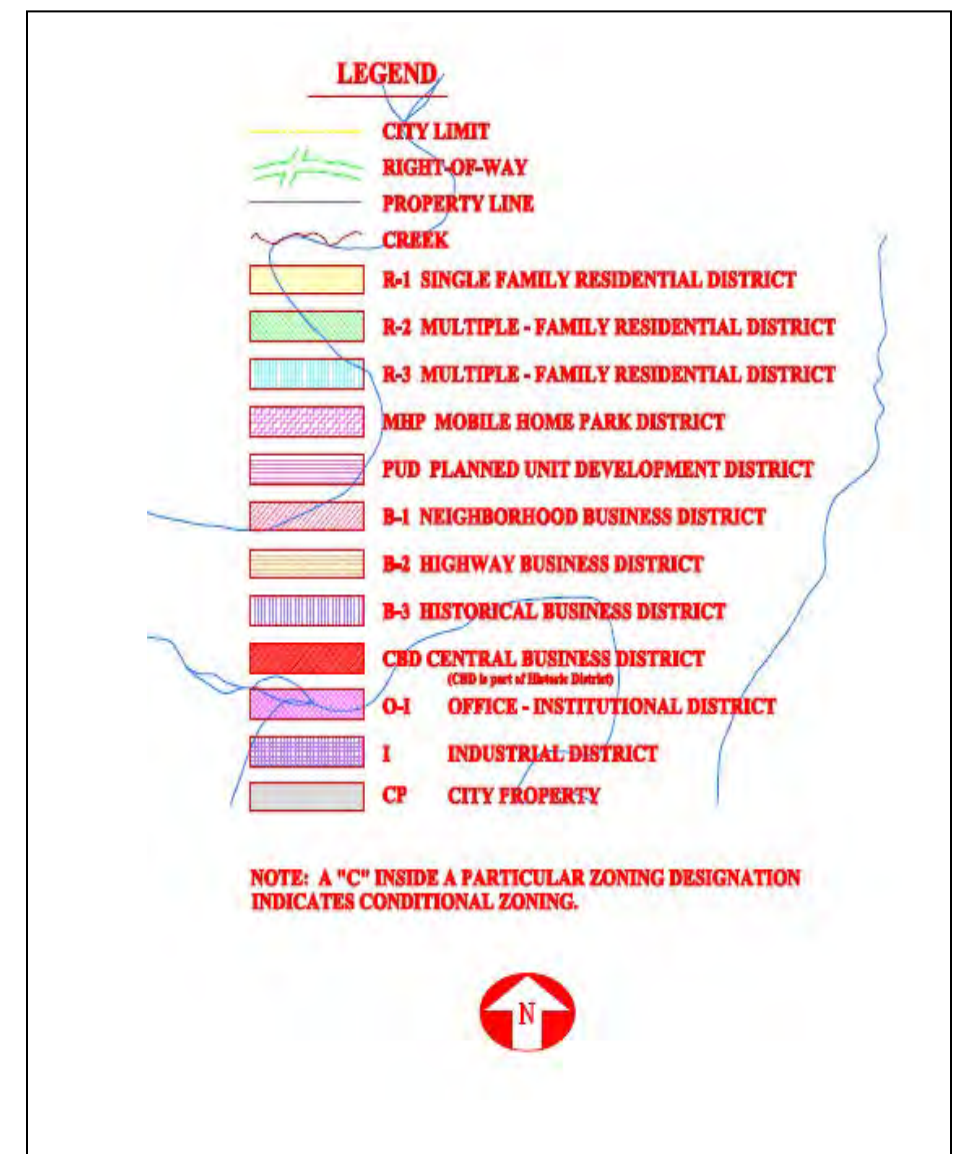 LEGEND
CITY LIMIT
RIGHT-OF-WAY
PROPERTY LINE
CREEK
R-1 SINGLE FAMILY RESIDENTIAL DISTRICT
R-2 MULTIPLE - FAMILY RESIDENTIAL DISTRICT
R-3 MULTIPLE - FAMILY RESIDENTIAL DISTRICT
MHP MOBILE HOME PARK DISTRICT
PUD PLANNED UNIT DEVELOPMENT DISTRICT
B-1 NEIGHBORHOOD BUSINESS DISTRICT
B-2 HIGHWAY BUSINESS DISTRICT
B-3 HISTORICAL BUSINESS DISTRICT
CBD CENTRAL BUSINESS DISTRICT
(CBD is part of Historic District)
O-I OFFICE - INSTITUTIONAL DISTRICT
I INDUSTRIAL DISTRICT
CP CITY PROPERTY
NOTE: A "C" INSIDE A PARTICULAR ZONING DESIGNATION
INDICATES CONDITIONAL ZONING.
N